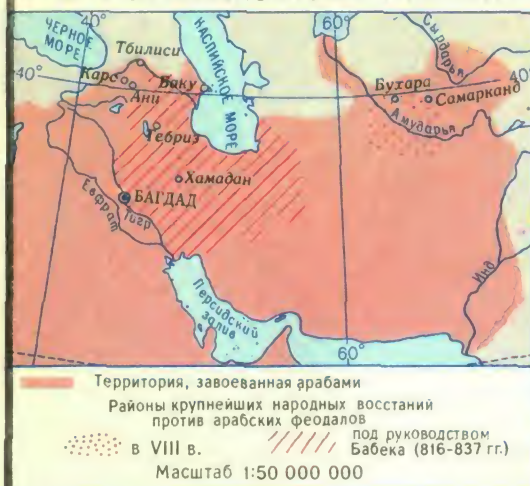 ЧЕРНОЕ
МОРЕ
40°
40°
КАСПИЙСКОЕ МОРЕ
60°
Сырдарья
40°
Тбилиси
Карс
Ани
Баку
Бухара
Самарканд
Амударья
Тебриз
Хамадан
БАГДАД
Евфрат
Тигр
Инд
Персидский
залив
60°
Территория, завоеванная арабами
Районы крупнейших народных восстаний
против арабских феодалов
в VIII в.
под руководством
Бабека (816-837 гг.)
Масштаб 1:50 000 000